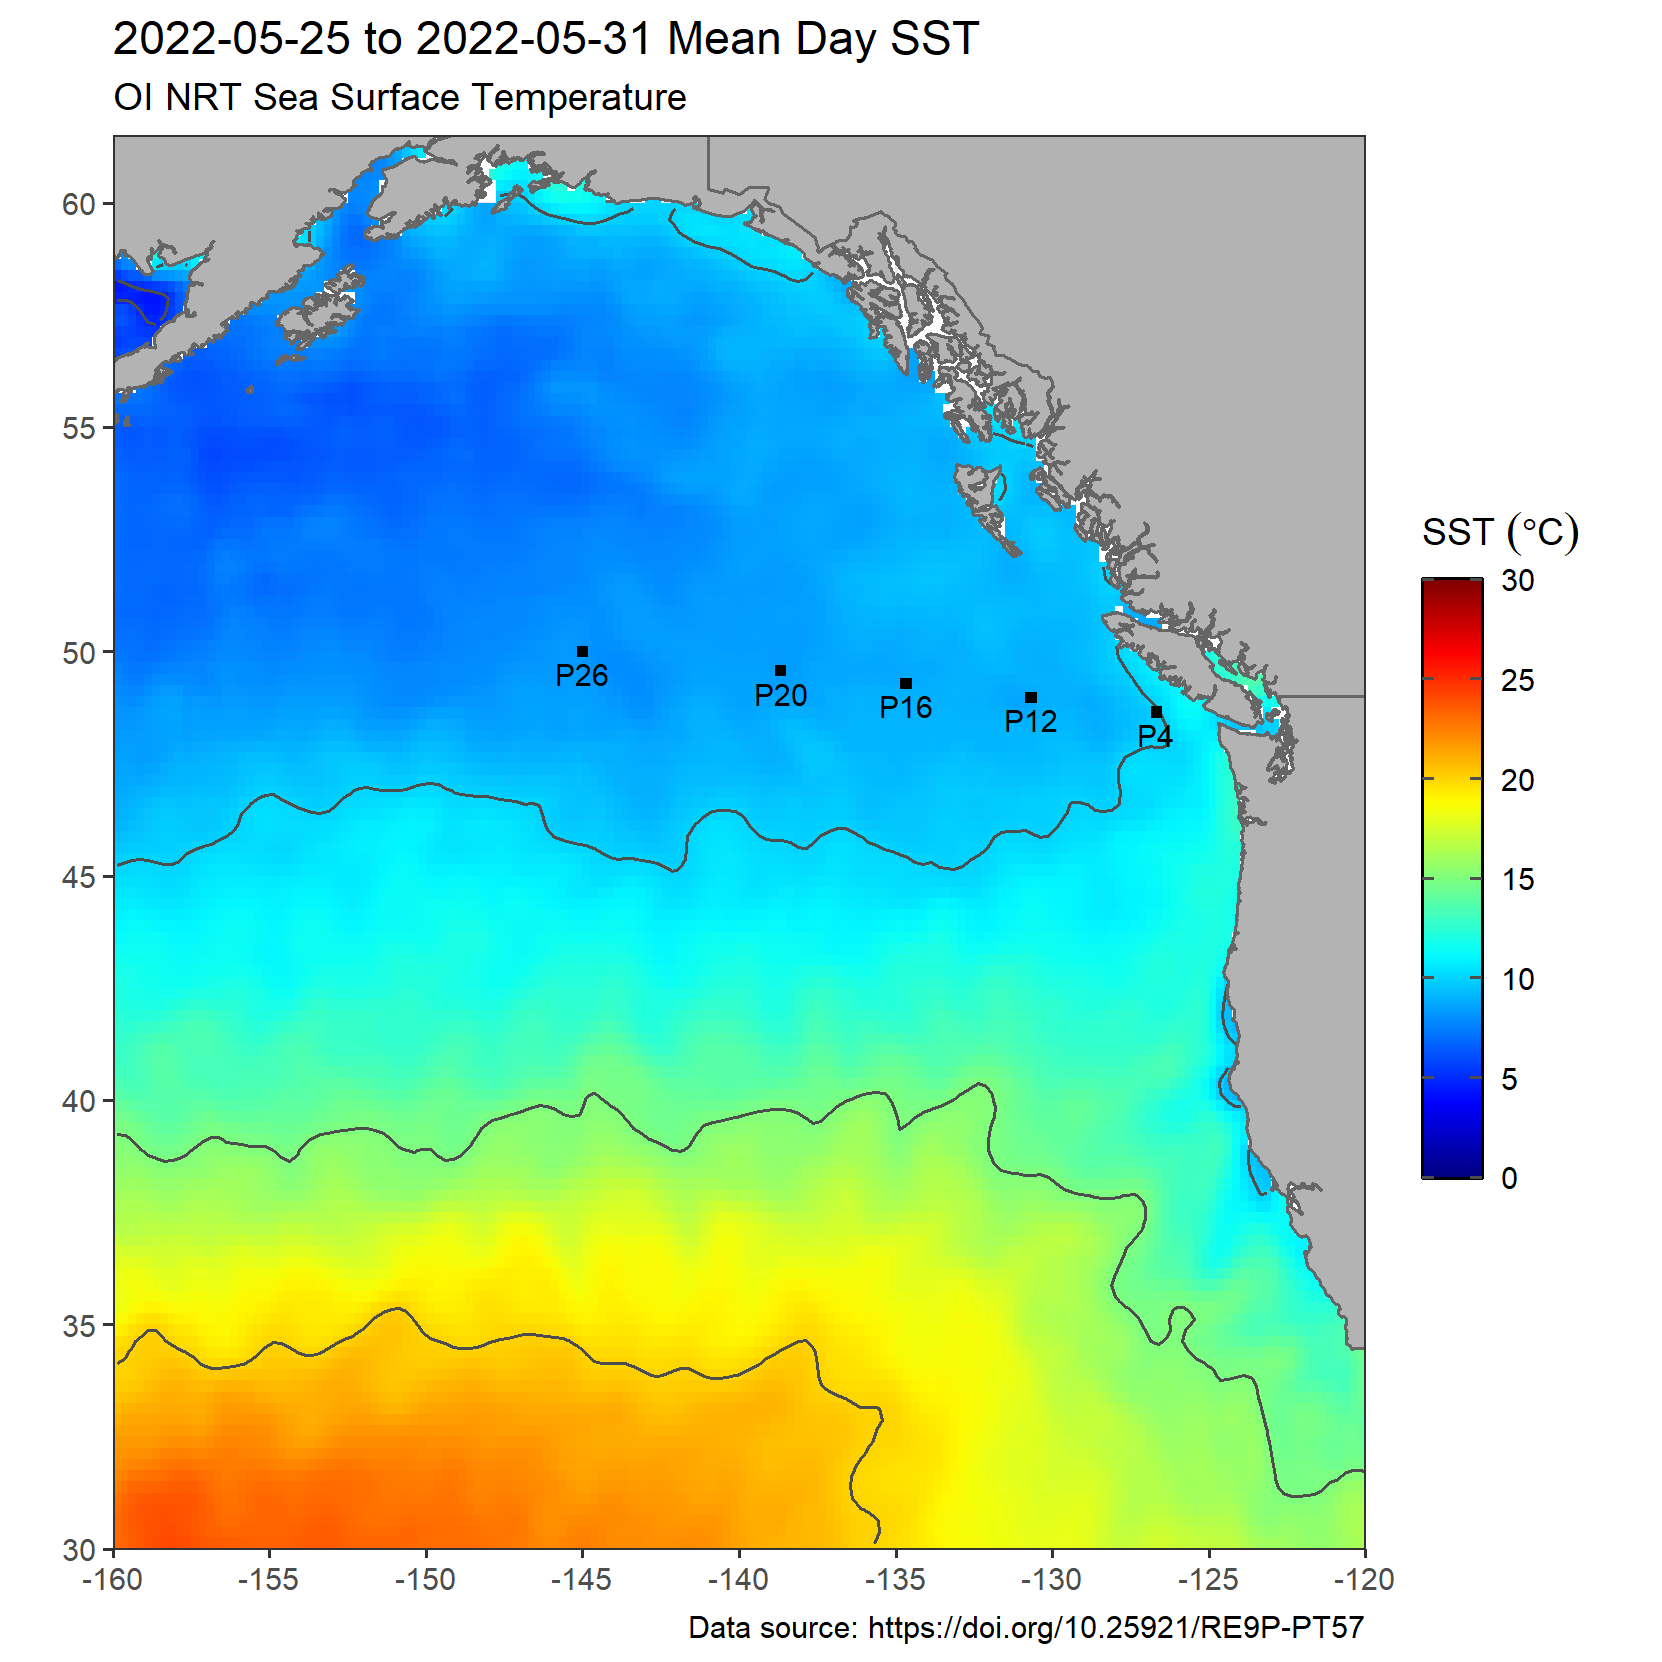 2022-05-25 to 2022-05-31 Mean Day SST
OI NRT Sea Surface Temperature
60
55
50
45
40
35
30
P26
P20
P16
P12
P4
SST (°C)
30
25
20
15
10
5
0
-160
-155
-150
-145
-140
-135
-130
-125
-120
Data source: https://doi.org/10.25921/RE9P-PT57